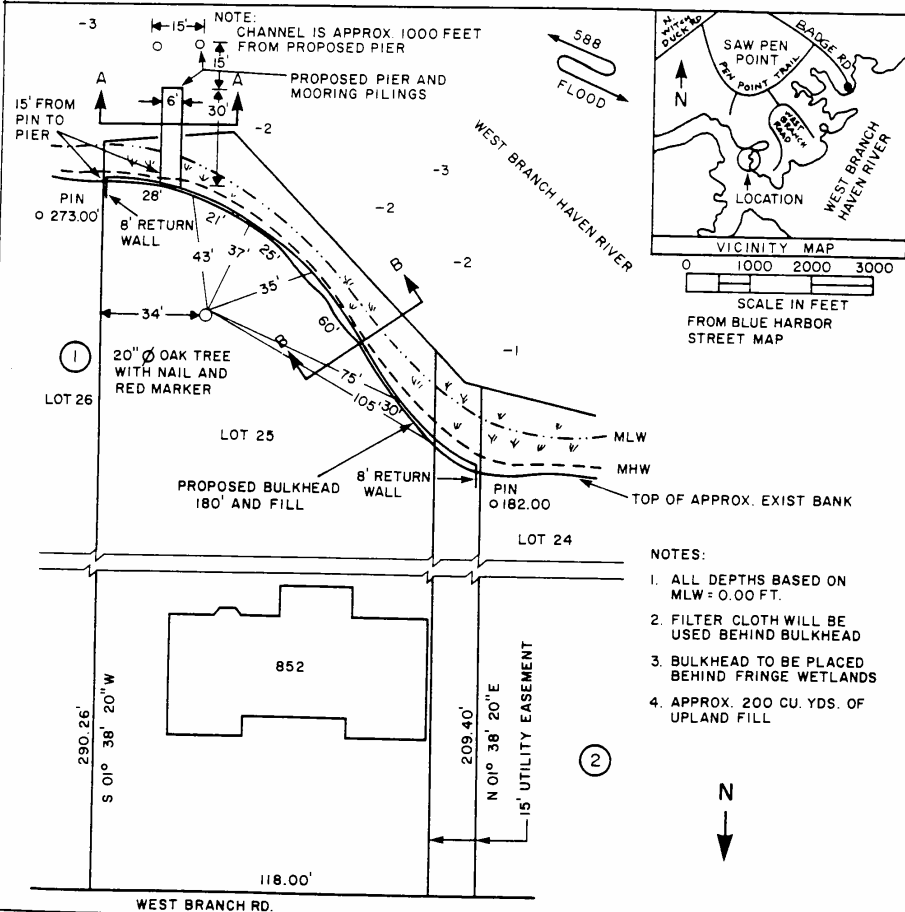 -3
15'
NOTE:
CHANNEL IS APPROX. 1000 FEET
FROM PROPOSED PIER
15'
PROPOSED PIER AND
MOORING PILINGS
A
A
6'
30'
15' FROM
PIN TO
PIER
-2
-3
-2
-2
-1
588
FLOOD
WEST BRANCH HAVEN RIVER
N. WITCH
DUCK RD
SAW PEN
POINT
BADGE RD
PEN POINT TRAIL
N
WEST
BRANCH
ROAD
WEST BRANCH
HAVEN RIVER
LOCATION
VICINITY MAP
0 1000 2000 3000
SCALE IN FEET
FROM BLUE HARBOR
STREET MAP
PIN
273.00'
8' RETURN
WALL
28'
21'
25'
43'
37'
35'
34'
60'
B
B
75'
105'
30'
1
20" Ø OAK TREE
WITH NAIL AND
RED MARKER
LOT 26
LOT 25
PROPOSED BULKHEAD
180' AND FILL
8' RETURN
WALL
MLW
MHW
PIN
182.00
TOP OF APPROX. EXIST BANK
LOT 24
NOTES:
1. ALL DEPTHS BASED ON
MLW = 0.00 FT.
2. FILTER CLOTH WILL BE
USED BEHIND BULKHEAD
3. BULKHEAD TO BE PLACED
BEHIND FRINGE WETLANDS
4. APPROX. 200 CU. YDS. OF
UPLAND FILL
852
290.26'
S 01° 38' 20" W
209.40'
N 01° 38' 20" E
15' UTILITY EASEMENT
2
N
118.00'
WEST BRANCH RD.